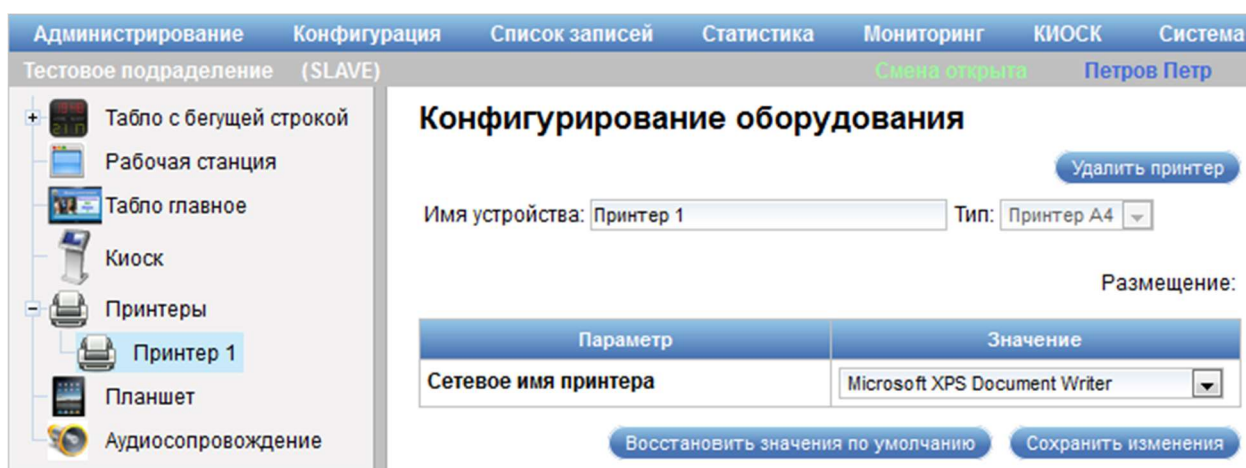 Администрирование Конфигурация Список записей Статистика Мониторинг КИОСК Система
Тестовое подраделение (SLAVE) Смена открыта Петров Петр
Табло с бегущей строкой
Рабочая станция
Табло главное
Киоск
Принтеры
Принтер 1
Планшет
Аудиосопровождение
Конфигурирование оборудования
Удалить принтер
Имя устройства: Принтер 1 Тип: Принтер А4
Размещение:
Параметр Значение
Сетевое имя принтера Microsoft XPS Document Writer
Восстановить значения по умолчанию Сохранить изменения